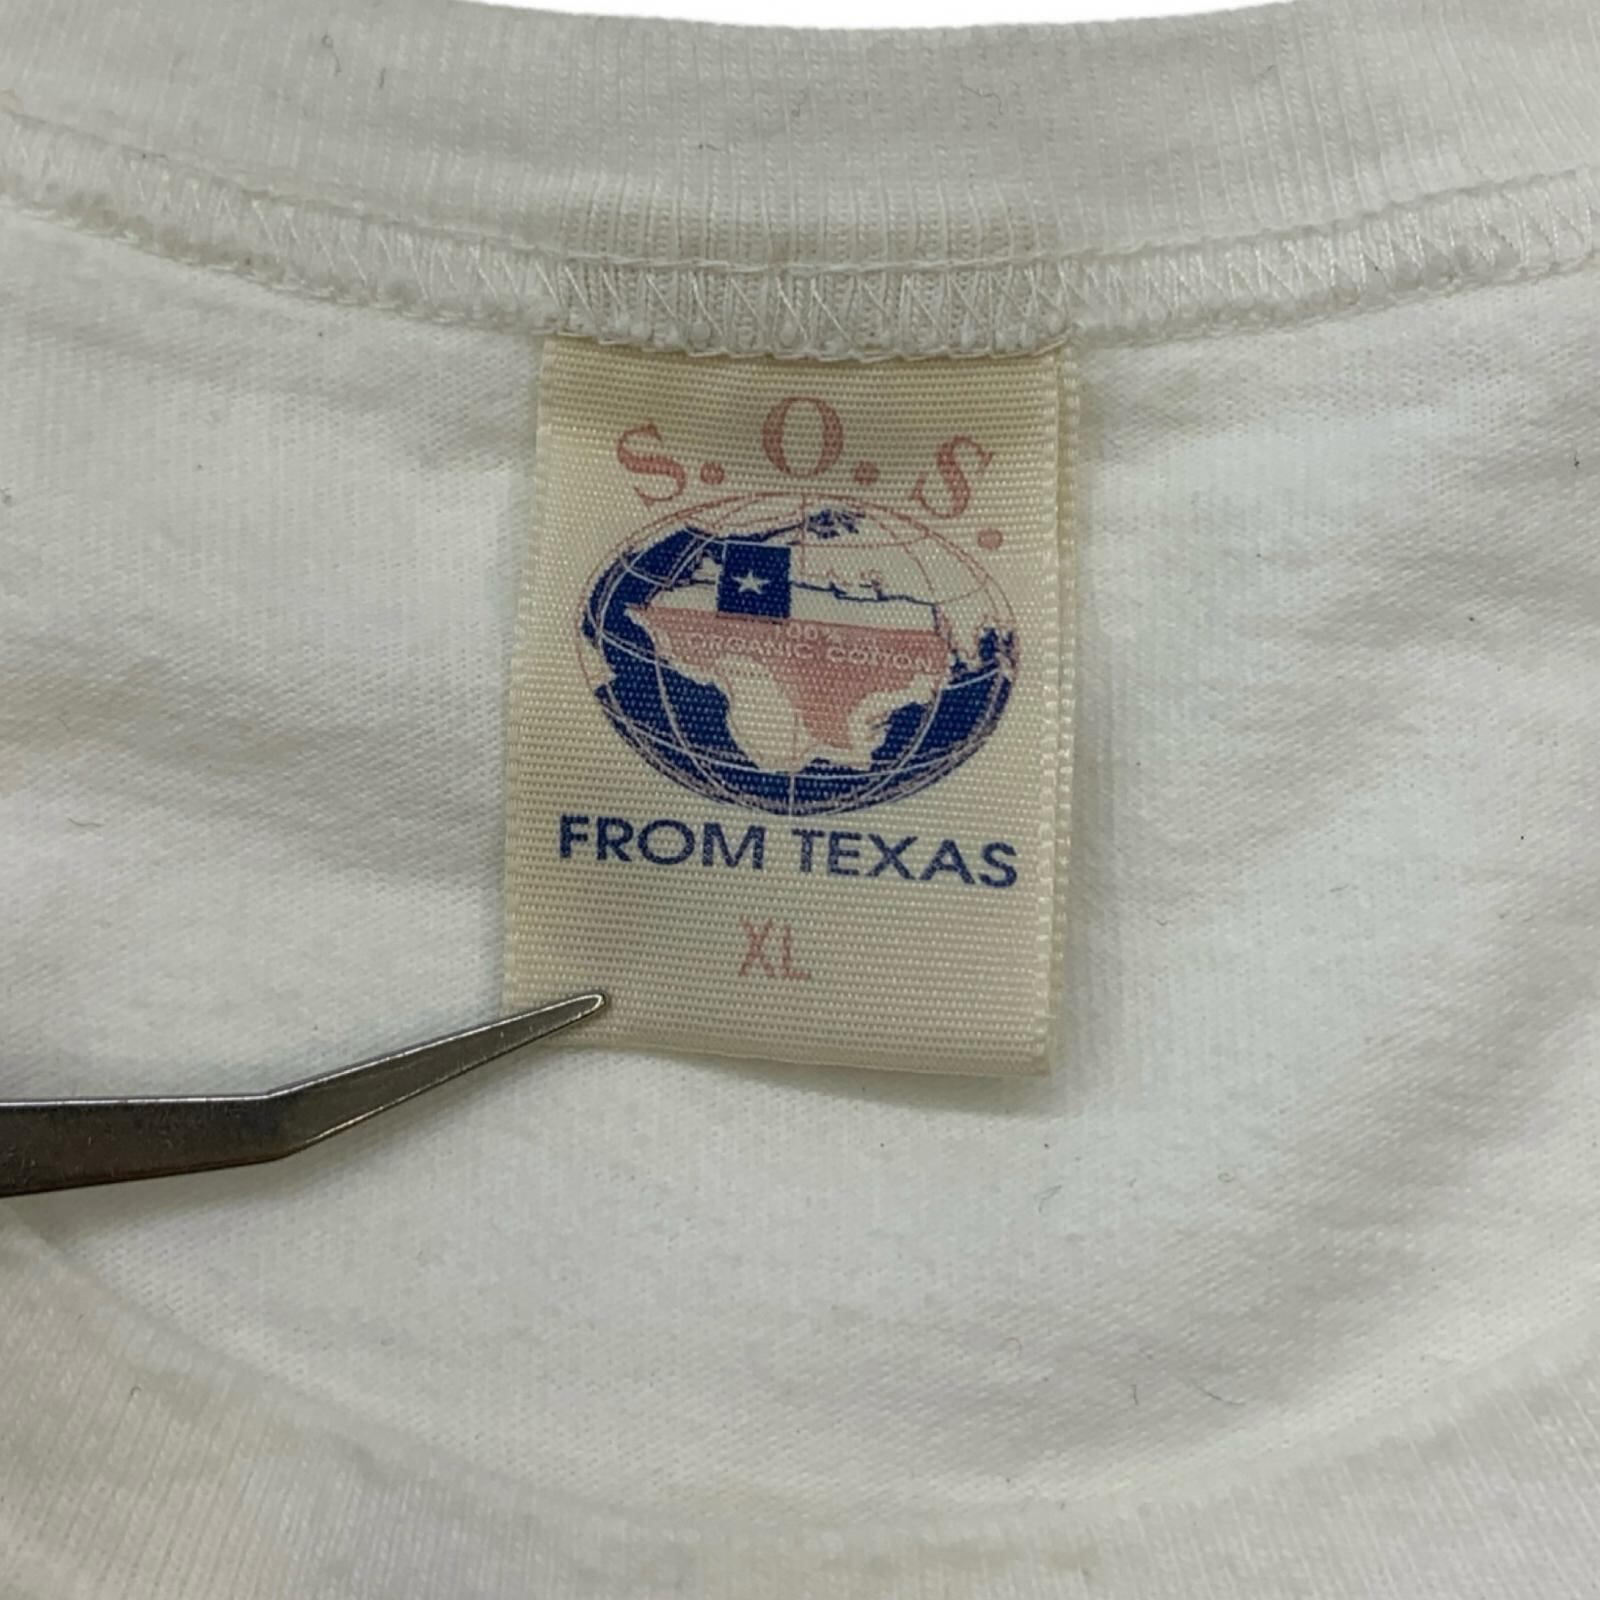 S.O.S.
100%
ORGANIC COTTON
FROM TEXAS
XL